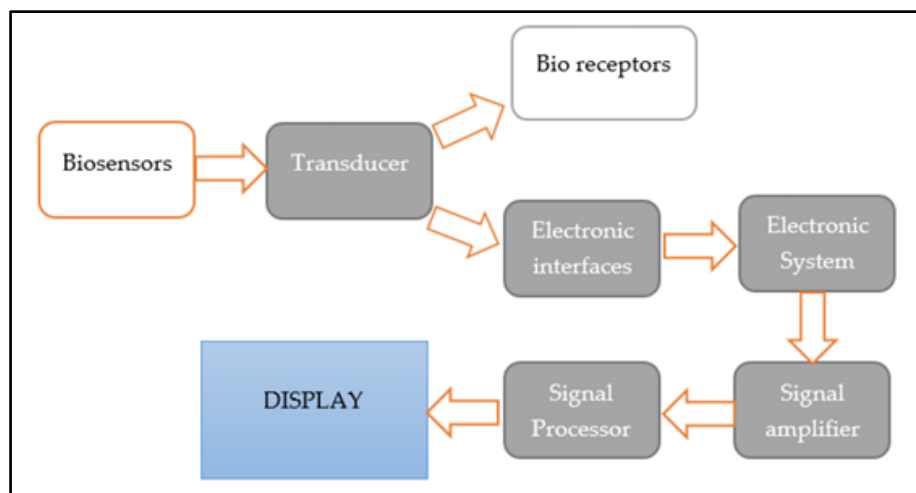 Bio receptors
Biosensors
Transducer
Electronic
interfaces
Electronic
System
DISPLAY
Signal
Processor
Signal
amplifier